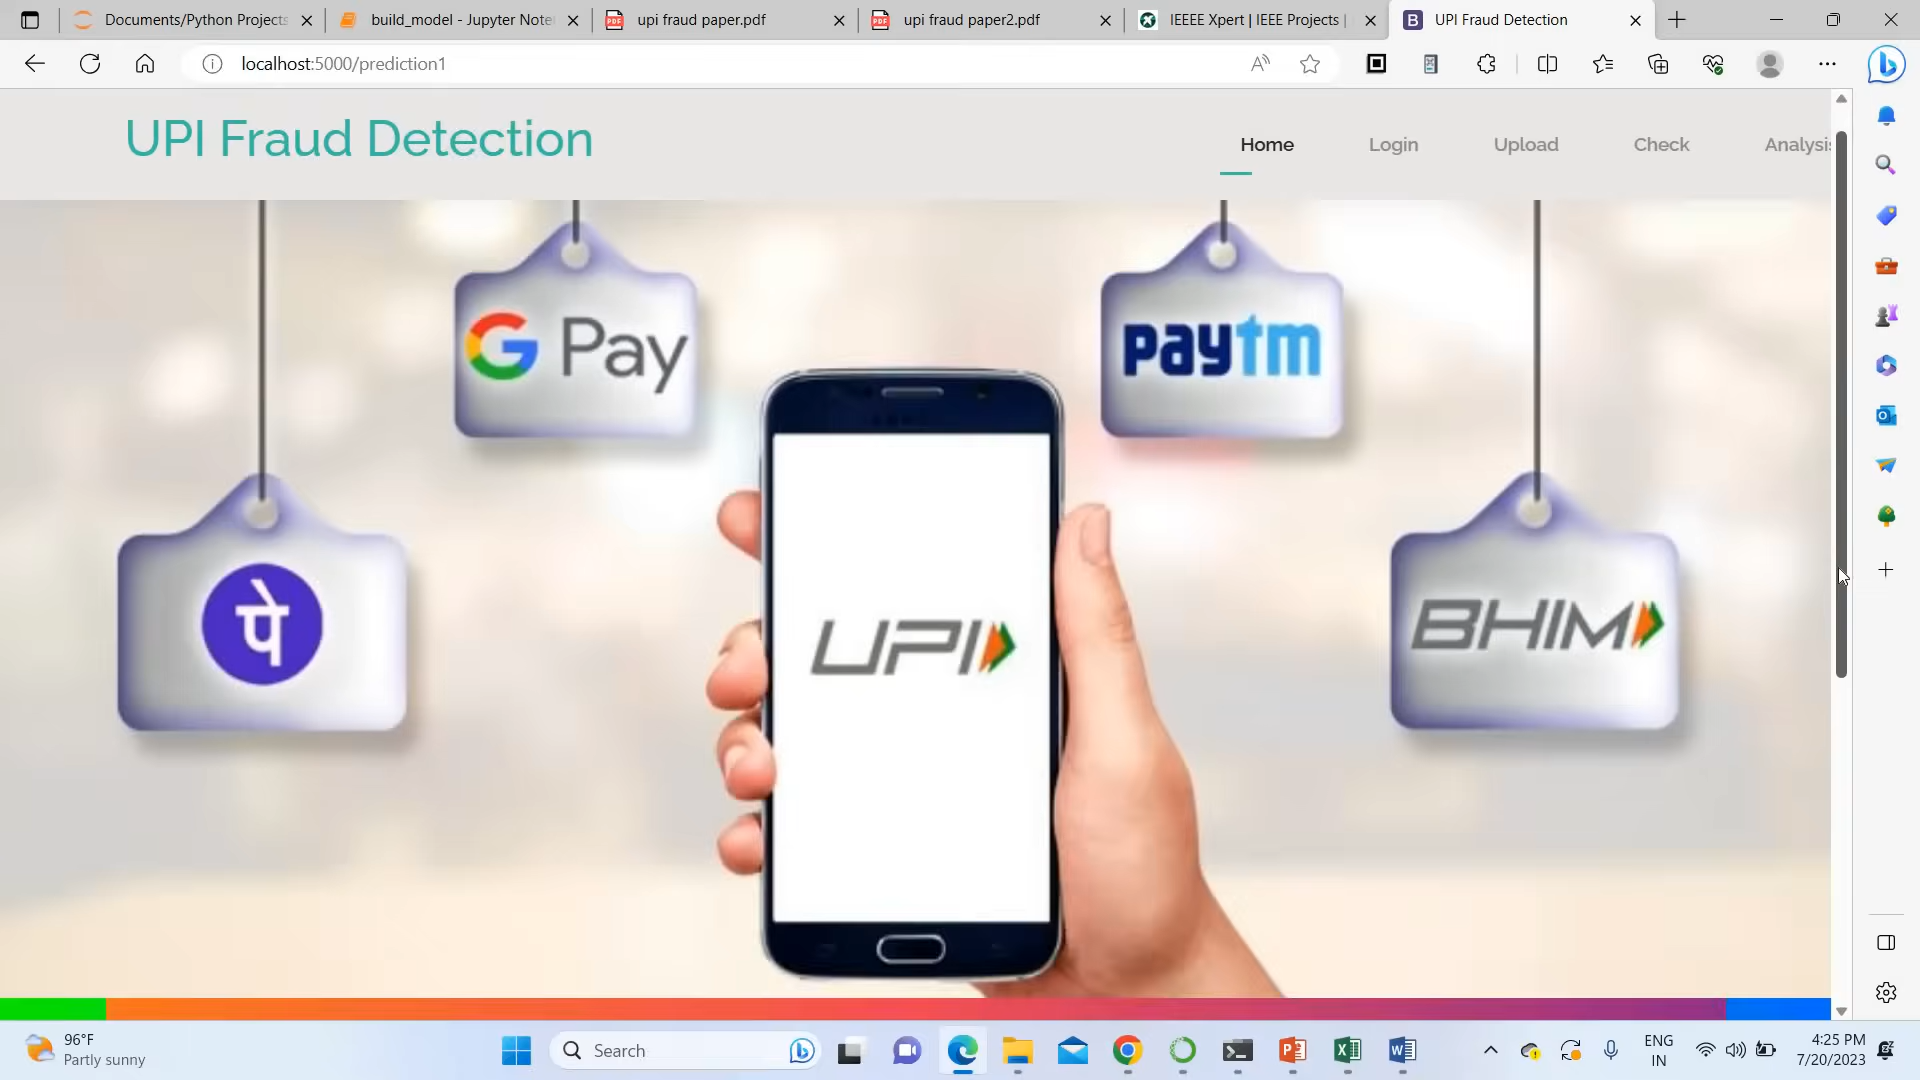 Documents/Python Projects
build_model - Jupyter Note
upi fraud paper.pdf
upi fraud paper2.pdf
IEEEE Xpert | IEEE Projects |
UPI Fraud Detection
localhost:5000/prediction1
UPI Fraud Detection
Home
Login
Upload
Check
Analysis
G Pay
paytm
पे
UPI
BHIM
96°F
Partly sunny
Search
ENG
IN
4:25 PM
7/20/2023